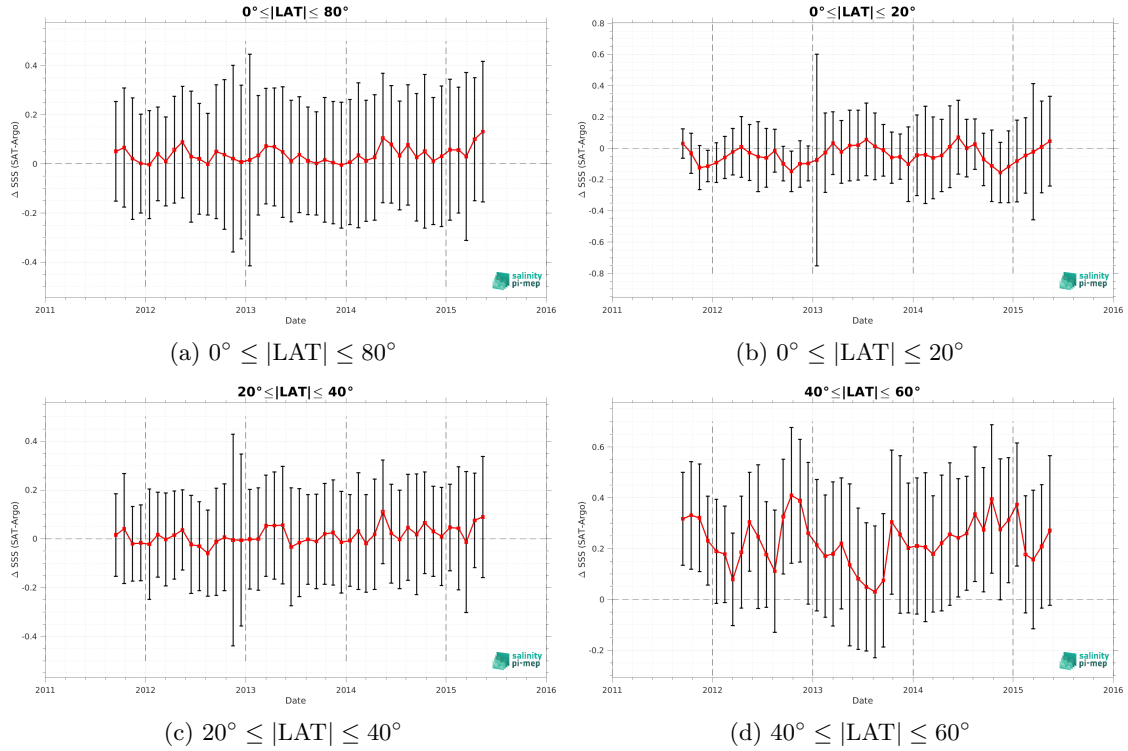 0°≤|LAT|≤ 80°
Δ SSS (SAT-Argo)
0.4
0.2
0
-0.2
-0.4
2011 2012 2013 2014 2015 2016
Date
salinity
pi-mep
(a) 0° ≤ |LAT| ≤ 80°
0°≤|LAT|≤ 20°
Δ SSS (SAT-Argo)
0.8
0.6
0.4
0.2
0
-0.2
-0.4
-0.6
-0.8
2011 2012 2013 2014 2015 2016
Date
salinity
pi-mep
(b) 0° ≤ |LAT| ≤ 20°
20°≤|LAT|≤ 40°
Δ SSS (SAT-Argo)
0.4
0.2
0
-0.2
-0.4
2011 2012 2013 2014 2015 2016
Date
salinity
pi-mep
(c) 20° ≤ |LAT| ≤ 40°
40°≤|LAT|≤ 60°
Δ SSS (SAT-Argo)
0.6
0.4
0.2
0
-0.2
2011 2012 2013 2014 2015 2016
Date
salinity
pi-mep
(d) 40° ≤ |LAT| ≤ 60°